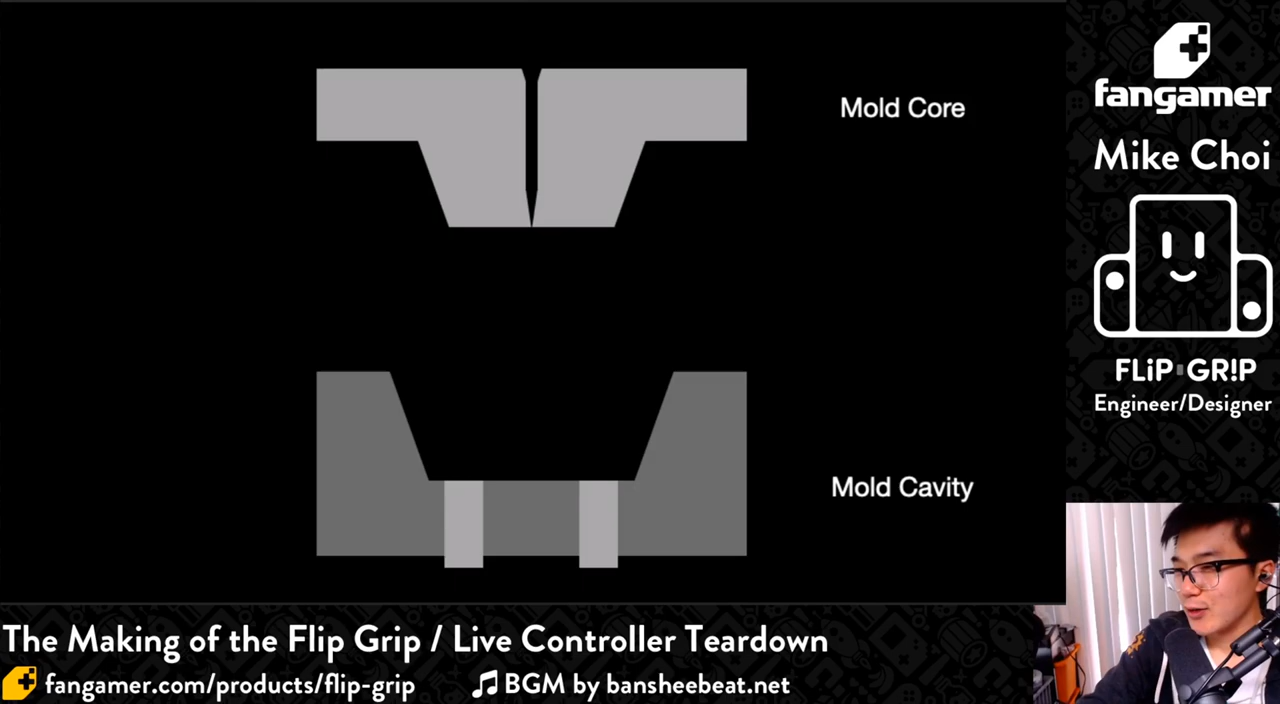 Mold Core
Mold Cavity
fangamer
Mike Choi
FLiP GR!P
Engineer/Designer
The Making of the Flip Grip / Live Controller Teardown
fangamer.com/products/flip-grip
BGM by bansheebeat.net